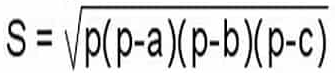 S = √p(p-a)(p-b)(p-c)